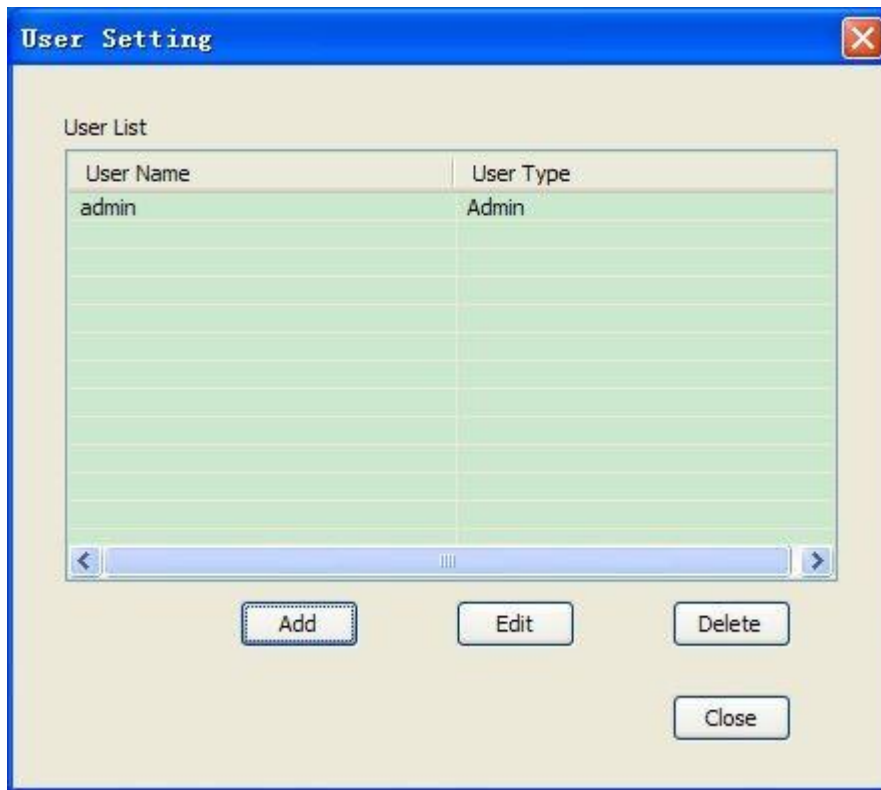 User Setting
User List
User Name User Type
admin Admin
Add Edit Delete
Close